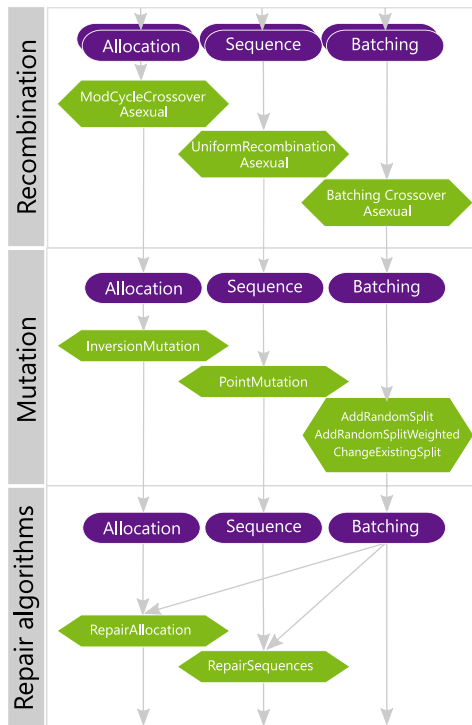 Recombination
Allocation
Sequence
Batching
ModCycleCrossover
Asexual
UniformRecombination
Asexual
Batching Crossover
Asexual
Mutation
Allocation
Sequence
Batching
InversionMutation
PointMutation
AddRandomSplit
AddRandomSplitWeighted
ChangeExistingSplit
Repair algorithms
Allocation
Sequence
Batching
RepairAllocation
RepairSequences